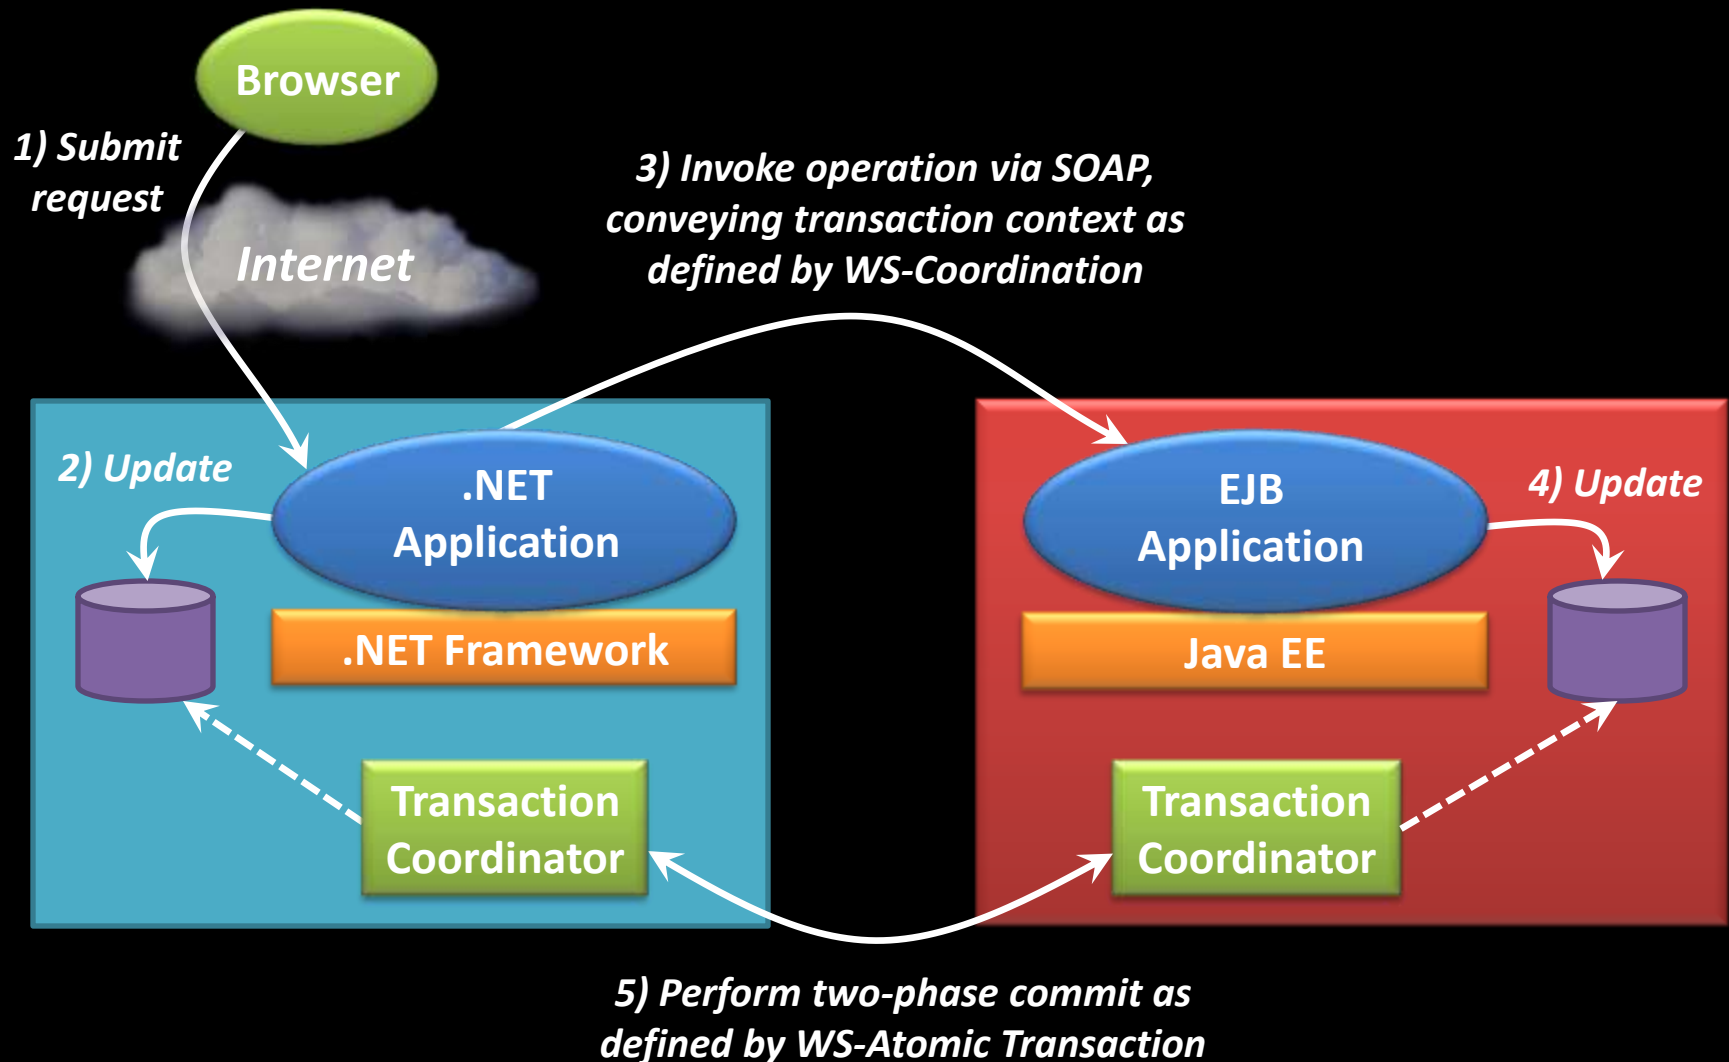 Browser
1) Submit
request
Internet
3) Invoke operation via SOAP,
conveying transaction context as
defined by WS-Coordination
2) Update
.NET
Application
.NET Framework
Transaction
Coordinator
EJB
Application
4) Update
Java EE
Transaction
Coordinator
5) Perform two-phase commit as
defined by WS-Atomic Transaction